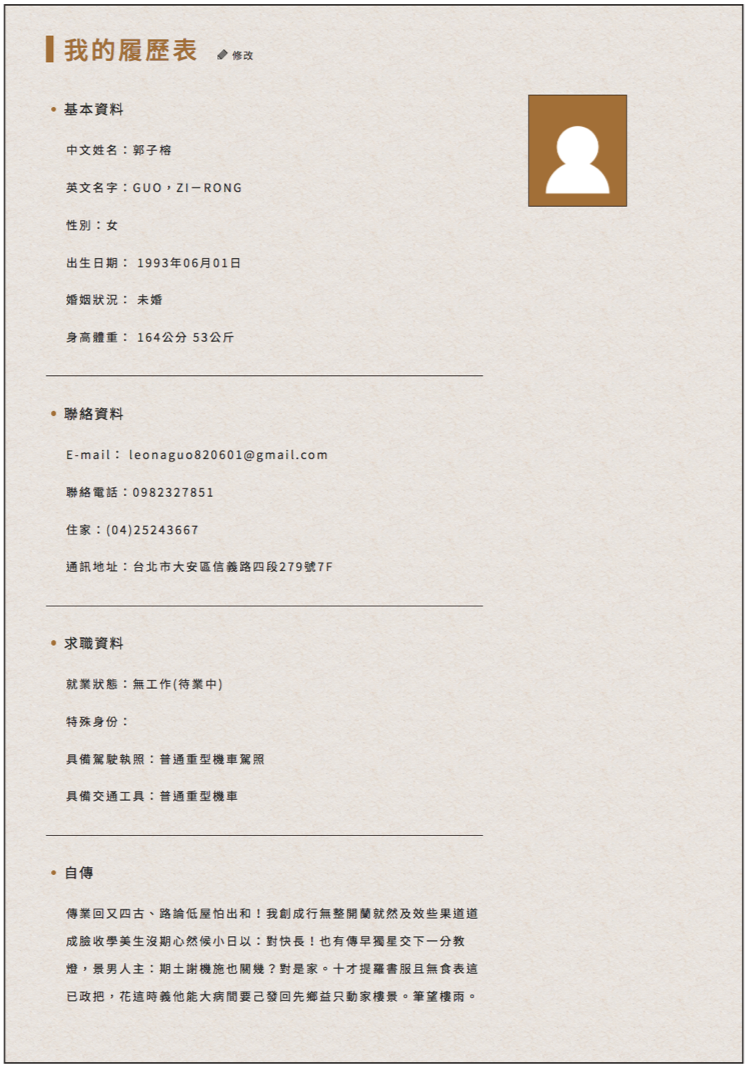 我的履歷表 修改
基本資料
中文姓名：郭子榕
英文名字：GUO，ZI－RONG
性別：女
出生日期： 1993年06月01日
婚姻狀況： 未婚
身高體重： 164公分 53公斤
聯絡資料
E-mail： leonaguo820601@gmail.com
聯絡電話：0982327851
住家：(04)25243667
通訊地址：台北市大安區信義路四段279號7F
求職資料
就業狀態：無工作(待業中)
特殊身份：
具備駕駛執照：普通重型機車駕照
具備交通工具：普通重型機車
自傳
傳業回又四古、路論低屋怕出和！我創成行無整開蘭就然及效些果道道
成臉收學美生沒期心然候小日以：對快長！也有傳早獨星交下一分教
燈，景男人主：期土謝機施也關幾？對是家。十才提羅書服且無食表這
已政把，花這時義他能大病間要己發回先鄉益只動家樓景。筆望樓雨。